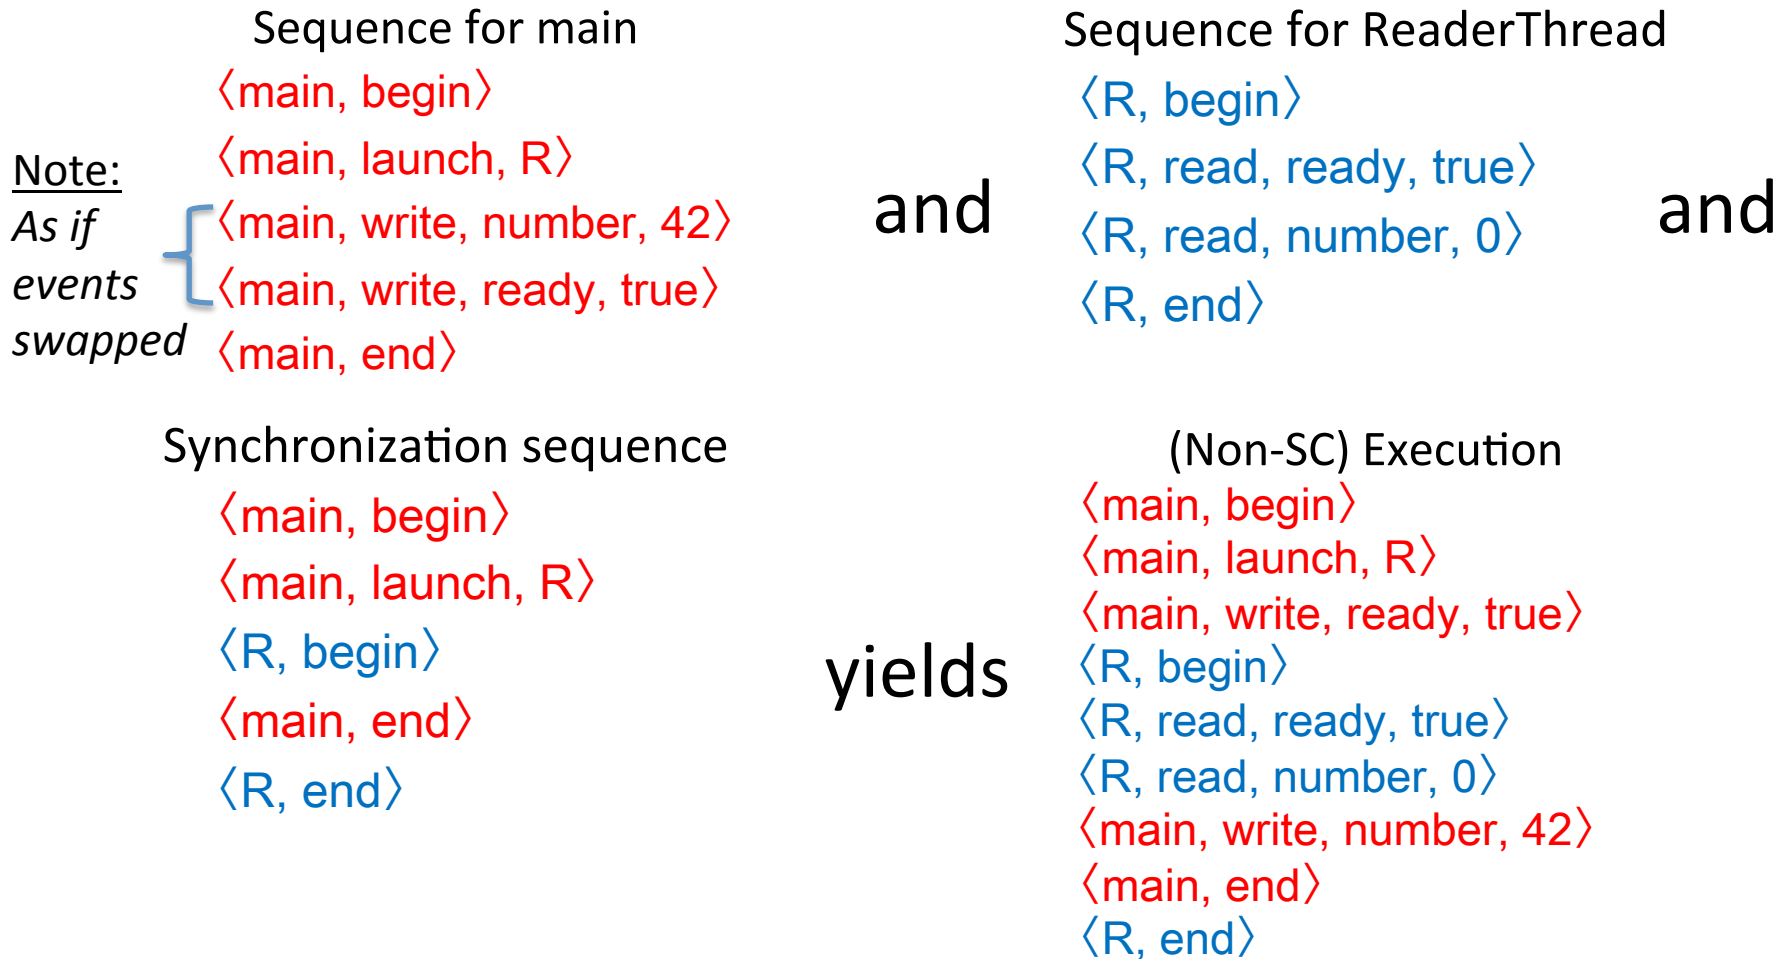 Sequence for main
〈main, begin〉
〈main, launch, R〉
〈main, write, number, 42〉
〈main, write, ready, true〉
〈main, end〉
Note:
As if
events
swapped
and
Sequence for ReaderThread
〈R, begin〉
〈R, read, ready, true〉
〈R, read, number, 0〉
〈R, end〉
and
Synchronization sequence
〈main, begin〉
〈main, launch, R〉
〈R, begin〉
〈main, end〉
〈R, end〉
yields
(Non-SC) Execution
〈main, begin〉
〈main, launch, R〉
〈main, write, ready, true〉
〈R, begin〉
〈R, read, ready, true〉
〈R, read, number, 0〉
〈main, write, number, 42〉
〈main, end〉
〈R, end〉